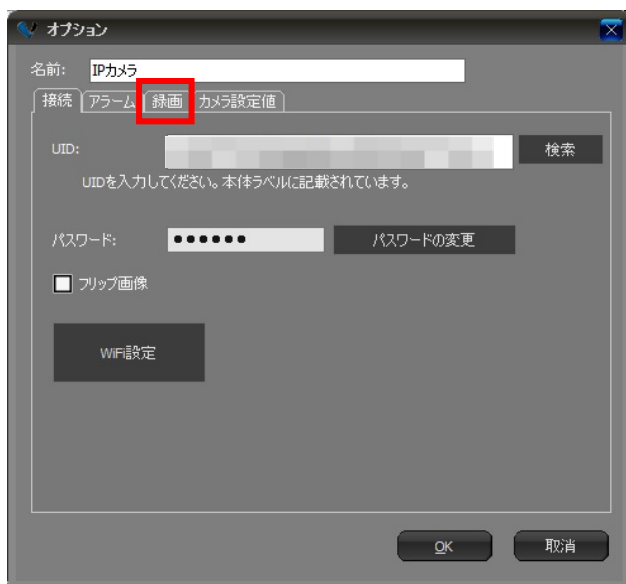 オプション
名前: IPカメラ
接続 アラーム 録画 カメラ設定値
UID: 検索
UIDを入力してください。本体ラベルに記載されています。
パスワード: ●●●●●● パスワードの変更
フリップ画像
WiFi設定
OK 取消